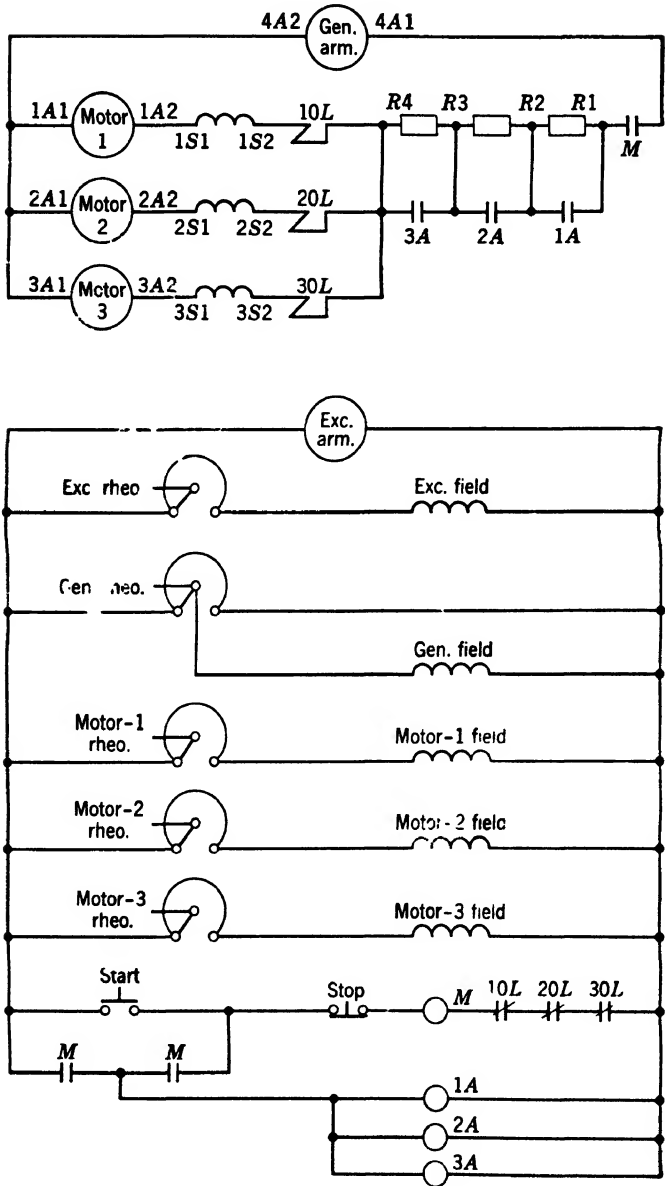 4A2 Gen. arm. 4A1
1A1 Motor 1 1A2 1S1 1S2 10L R4 R3 R2 R1 M
2A1 Motor 2 2A2 2S1 2S2 20L 3A 2A 1A
3A1 Mctor 3 3A2 3S1 3S2 30L
Exc. arm.
Exc rheo Exc. field
Gen. field
Motor-1 rheo. Motor-1 field
Motor-2 rheo. Motor-2 field
Motor-3 rheo. Motor-3 field
Start Stop M 10L 20L 30L
M M
1A
2A
3A